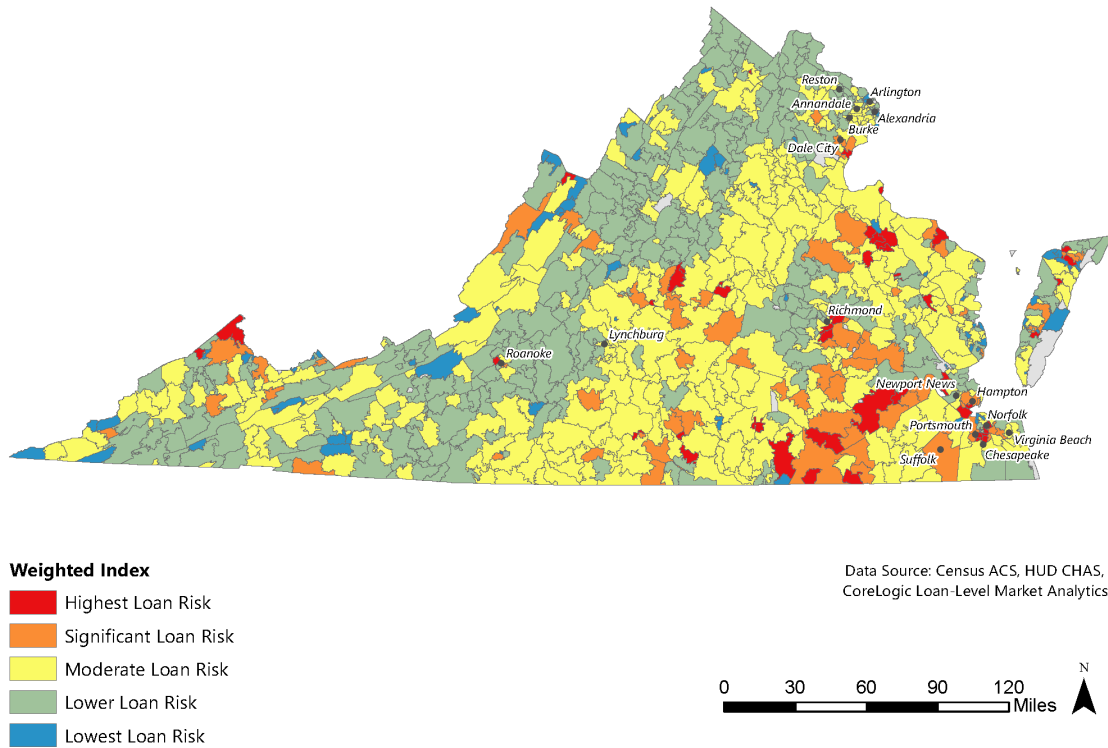 Reston
Arlington
Annandale
Alexandria
Burke
Dale City
Richmond
Lynchburg
Roanoke
Newport News
Hampton
Norfolk
Portsmouth
Virginia Beach
Chesapeake
Suffolk
Weighted Index
Highest Loan Risk
Significant Loan Risk
Moderate Loan Risk
Lower Loan Risk
Lowest Loan Risk
Data Source: Census ACS, HUD CHAS,
CoreLogic Loan-Level Market Analytics
N
0 30 60 90 120
Miles